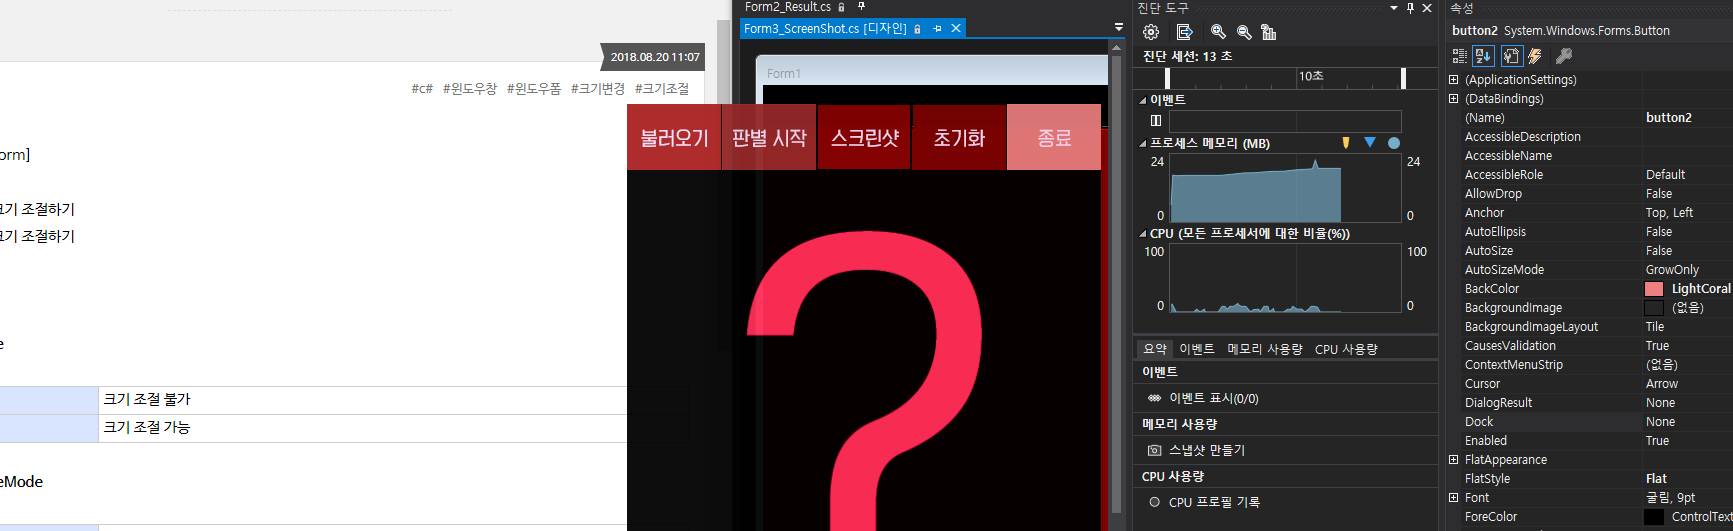 2018.08.20 11:07
#c# #윈도우창 #윈도우폼 #크기변경 #크기조절
orm]
크기 조절하기
크기 조절하기
e
크기 조절 불가
크기 조절 가능
eMode
Form2_Result.cs
Form3_ScreenShot.cs [디자인]
Form1
불러오기 판별 시작 스크린샷 초기화 종료
진단 도구
진단 세션: 13 초
10초
이벤트
프로세스 메모리 (MB)
24 24
0 0
CPU (모든 프로세서에 대한 비율(%))
100 100
0 0
요약 이벤트 메모리 사용량 CPU 사용량
이벤트
이벤트 표시(0/0)
메모리 사용량
스냅샷 만들기
CPU 사용량
CPU 프로필 기록
속성
button2 System.Windows.Forms.Button
(ApplicationSettings)
(DataBindings)
(Name) button2
AccessibleDescription
AccessibleName
AccessibleRole Default
AllowDrop False
Anchor Top, Left
AutoEllipsis False
AutoSize False
AutoSizeMode GrowOnly
BackColor LightCoral
BackgroundImage (없음)
BackgroundImageLayout Tile
CausesValidation True
ContextMenuStrip (없음)
Cursor Arrow
DialogResult None
Dock None
Enabled True
FlatAppearance
FlatStyle Flat
Font 굴림, 9pt
ForeColor ControlText